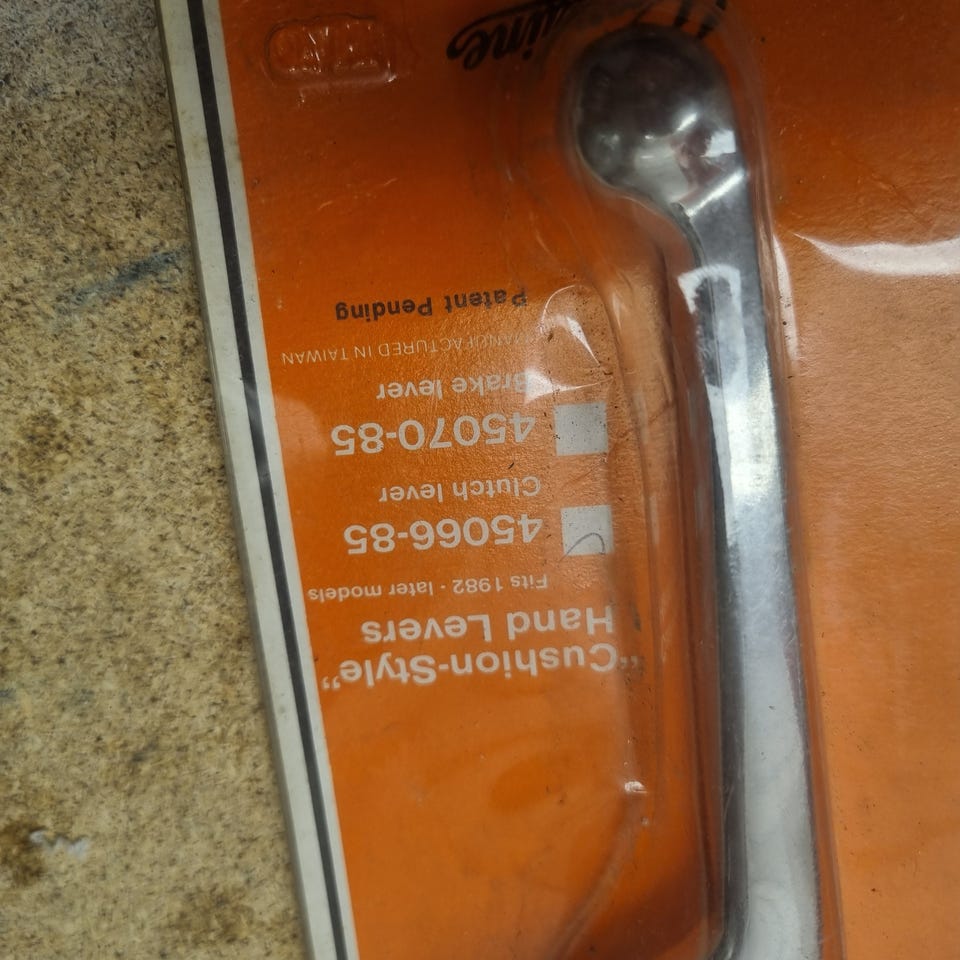 “Cushion-Style”
Hand Levers
Fits 1982 - later models
45066-85
Clutch lever
45070-85
Brake lever
MANUFACTURED IN TAIWAN
Patent Pending